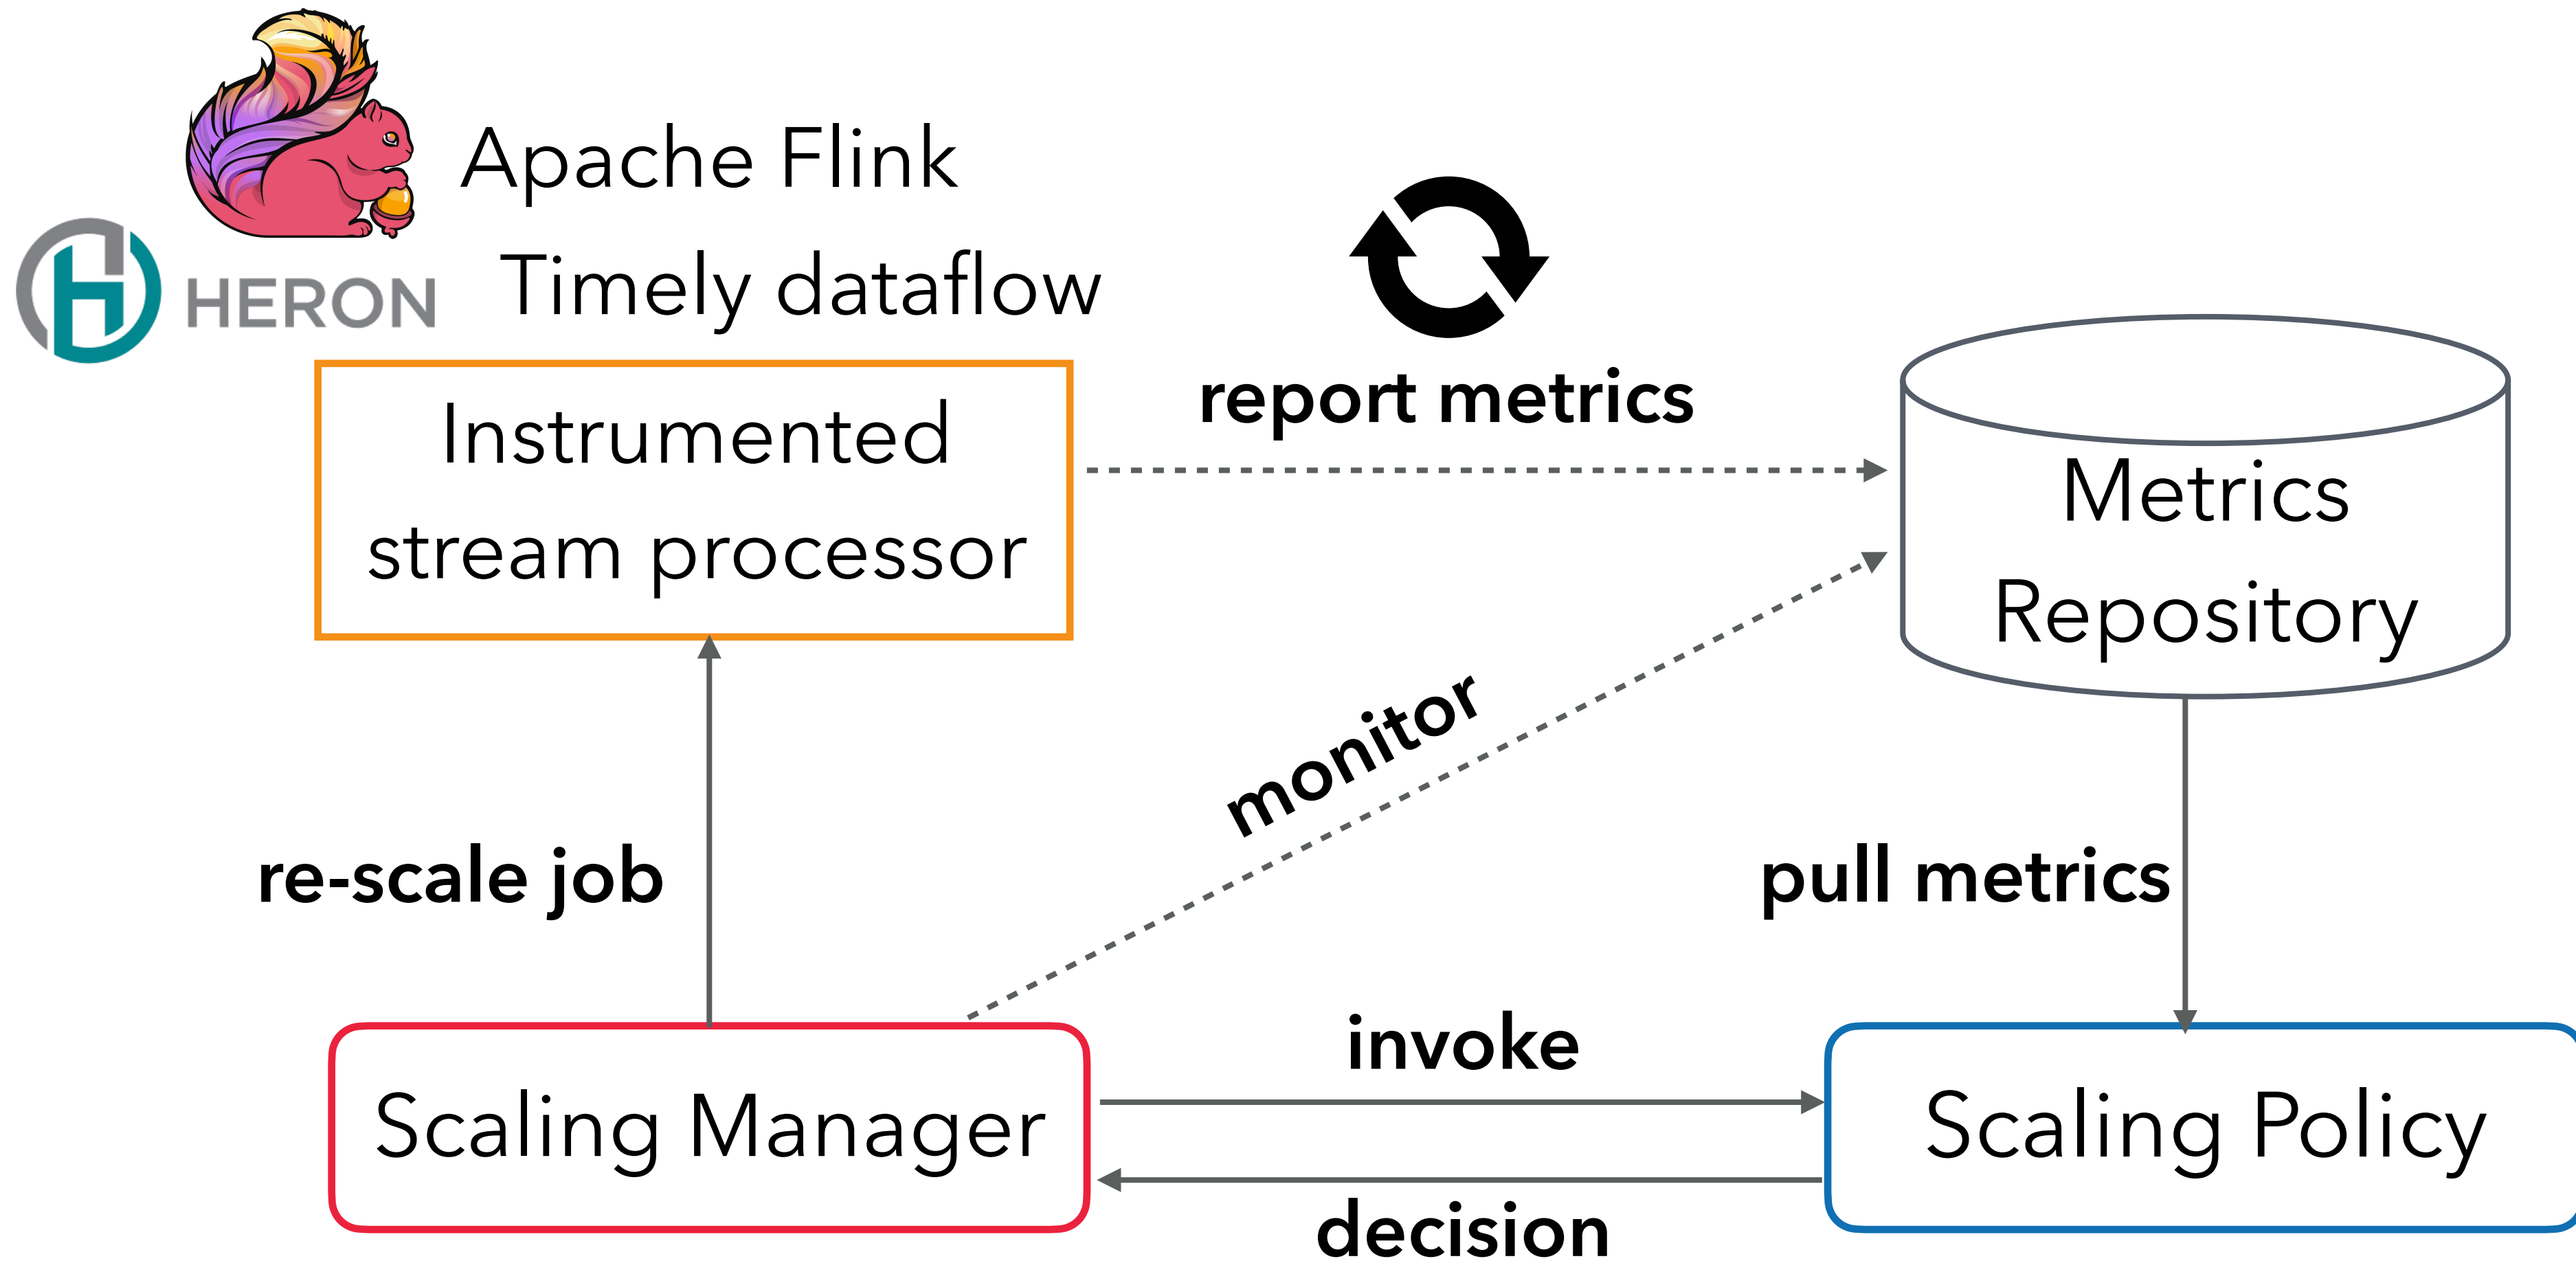 Apache Flink
HERON
Timely dataflow
report metrics
Instrumented
stream processor
Metrics
Repository
monitor
re-scale job
pull metrics
invoke
Scaling Manager
Scaling Policy
decision